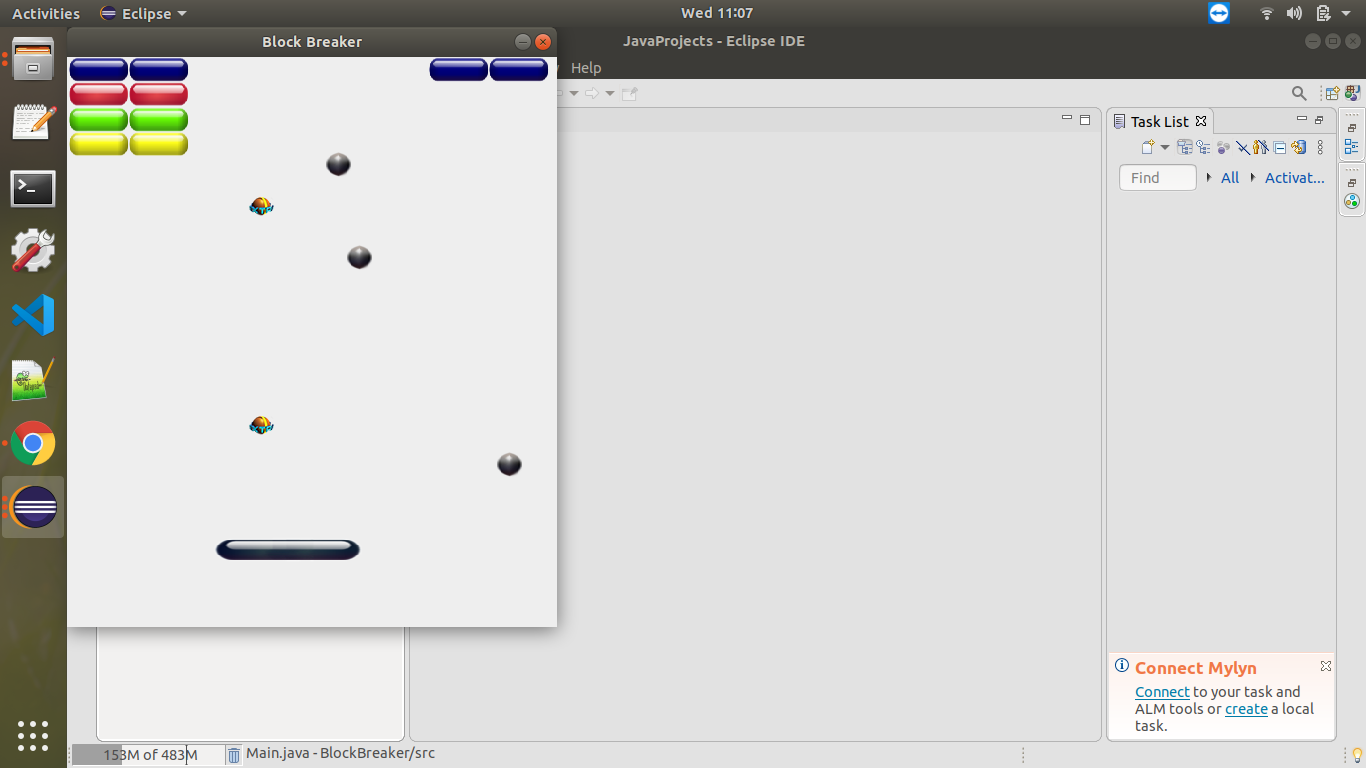 Activities
Eclipse
Wed 11:07
Block Breaker
JavaProjects - Eclipse IDE
Help
Task List
Find
All
Activat...
Connect Mylyn
Connect to your task and
ALM tools or create a local
task.
153M of 483M
Main.java - BlockBreaker/src